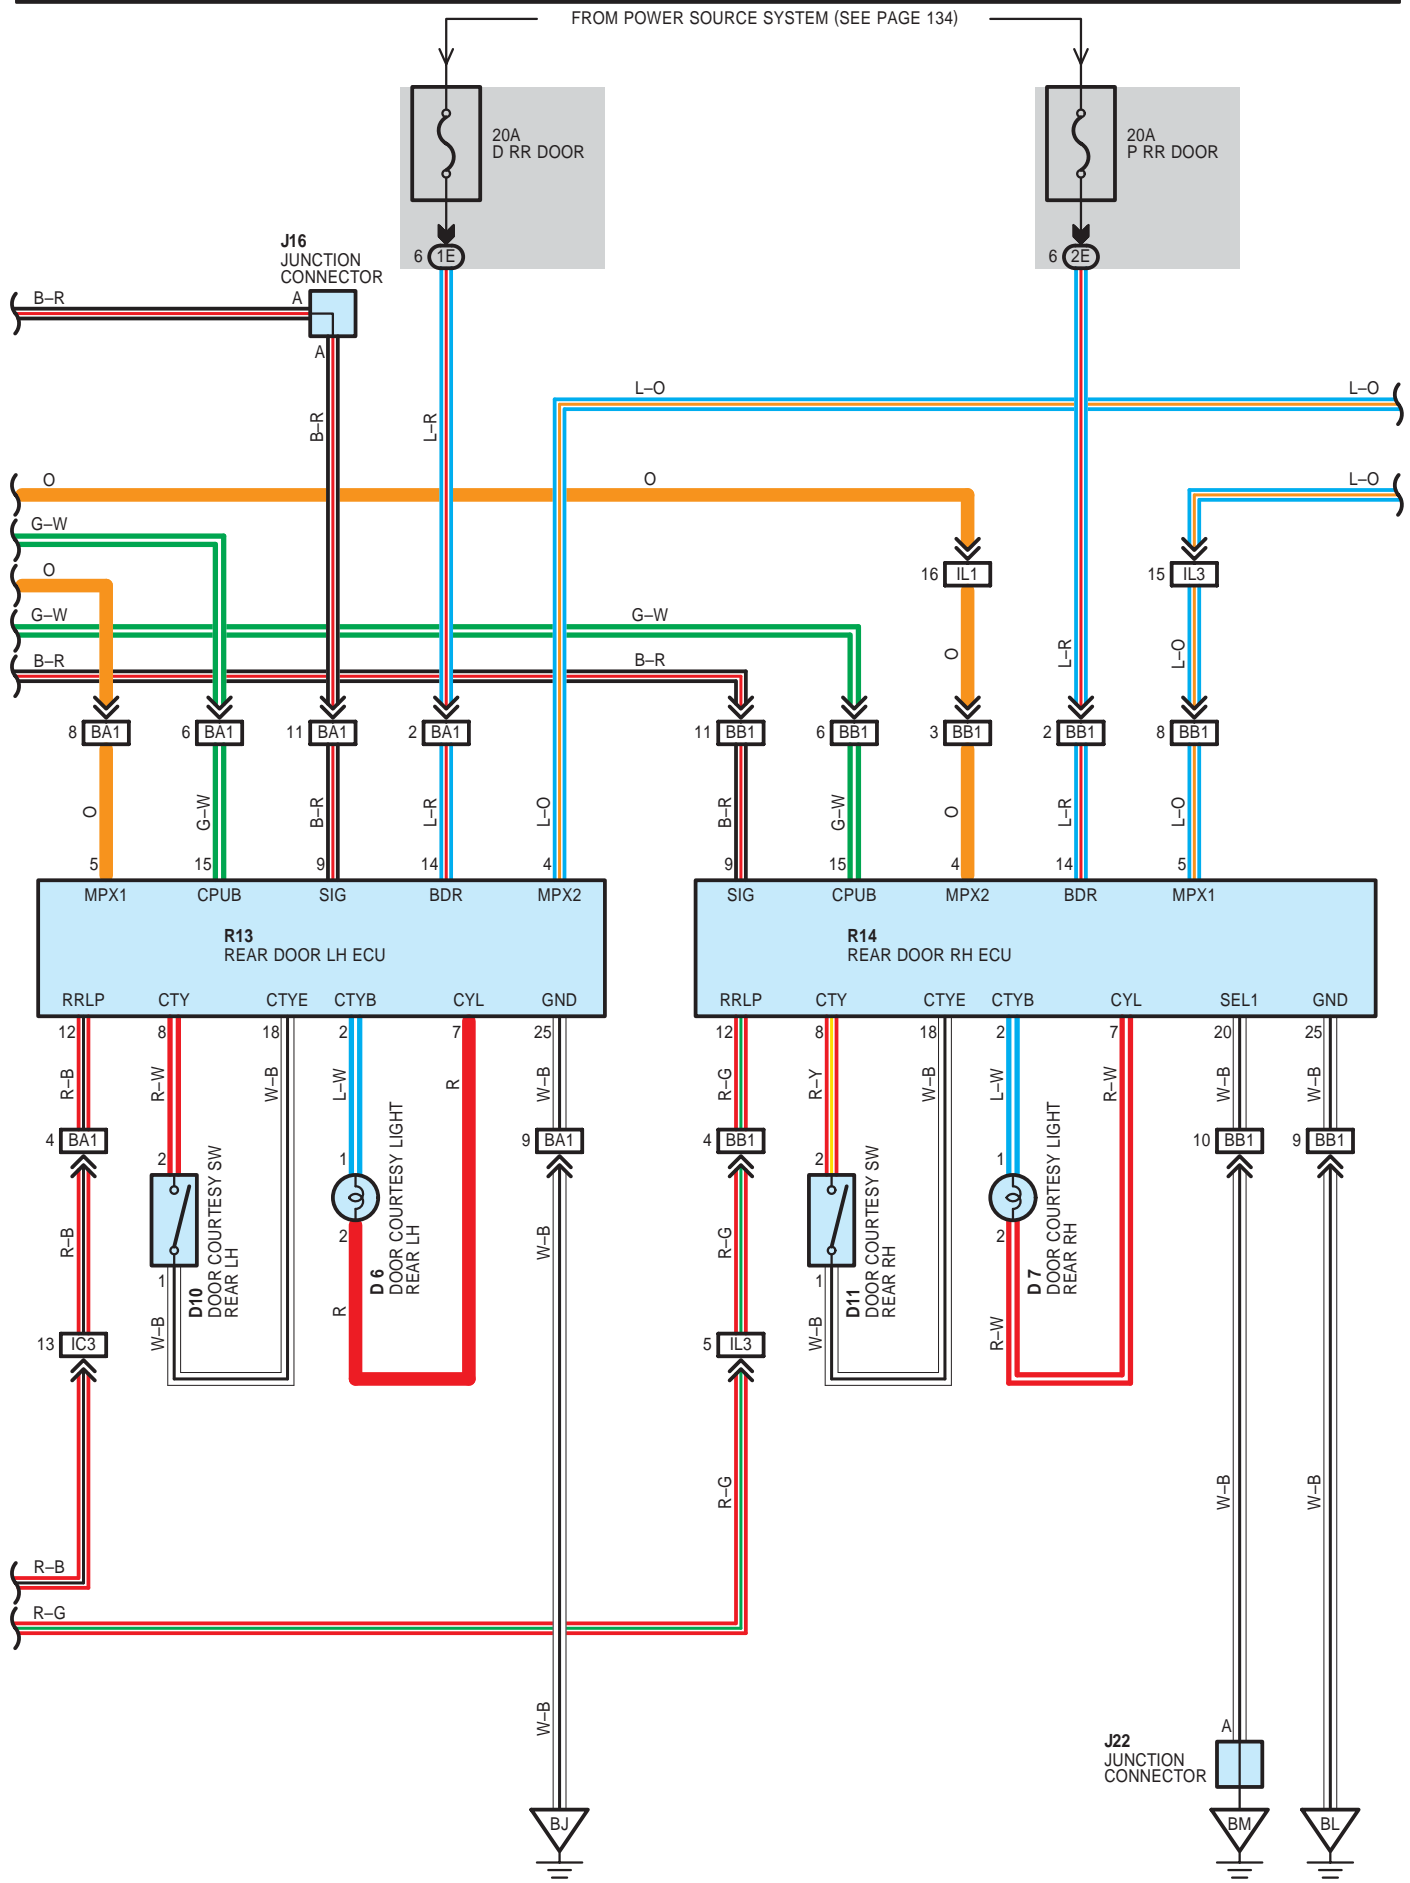 FROM POWER SOURCE SYSTEM (SEE PAGE 134)
20A
D RR DOOR
20A
P RR DOOR
6 1E
6 2E
J16
JUNCTION
CONNECTOR
B–R
A
A
B–R
L–R
L–O
L–O
O
O
L–O
G–W
O
G–W
G–W
B–R
B–R
16 IL1
15 IL3
O
L–R
L–O
8 BA1
6 BA1
11 BA1
2 BA1
11 BB1
6 BB1
3 BB1
2 BB1
8 BB1
O
G–W
B–R
L–R
L–O
B–R
G–W
O
L–R
L–O
5
15
9
14
4
9
15
4
14
5
MPX1
CPUB
SIG
BDR
MPX2
SIG
CPUB
MPX2
BDR
MPX1
R13
REAR DOOR LH ECU
R14
REAR DOOR RH ECU
RRLP
CTY
CTYE
CTYB
CYL
GND
RRLP
CTY
CTYE
CTYB
CYL
SEL1
GND
12
8
18
2
7
25
12
8
18
2
7
20
25
R–B
R–W
W–B
L–W
R
W–B
R–G
R–Y
W–B
L–W
R–W
W–B
W–B
4 BA1
9 BA1
4 BB1
10 BB1
9 BB1
2
1
2
1
R–B
D10
DOOR COURTESY SW
REAR LH
2
D 6
DOOR COURTESY LIGHT
REAR LH
W–B
R–G
D11
DOOR COURTESY SW
REAR RH
2
D 7
DOOR COURTESY LIGHT
REAR RH
1
1
13 IC3
W–B
R
5 IL3
W–B
R–W
R–G
W–B
W–B
R–B
R–G
W–B
A
J22
JUNCTION
CONNECTOR
BJ
BM
BL